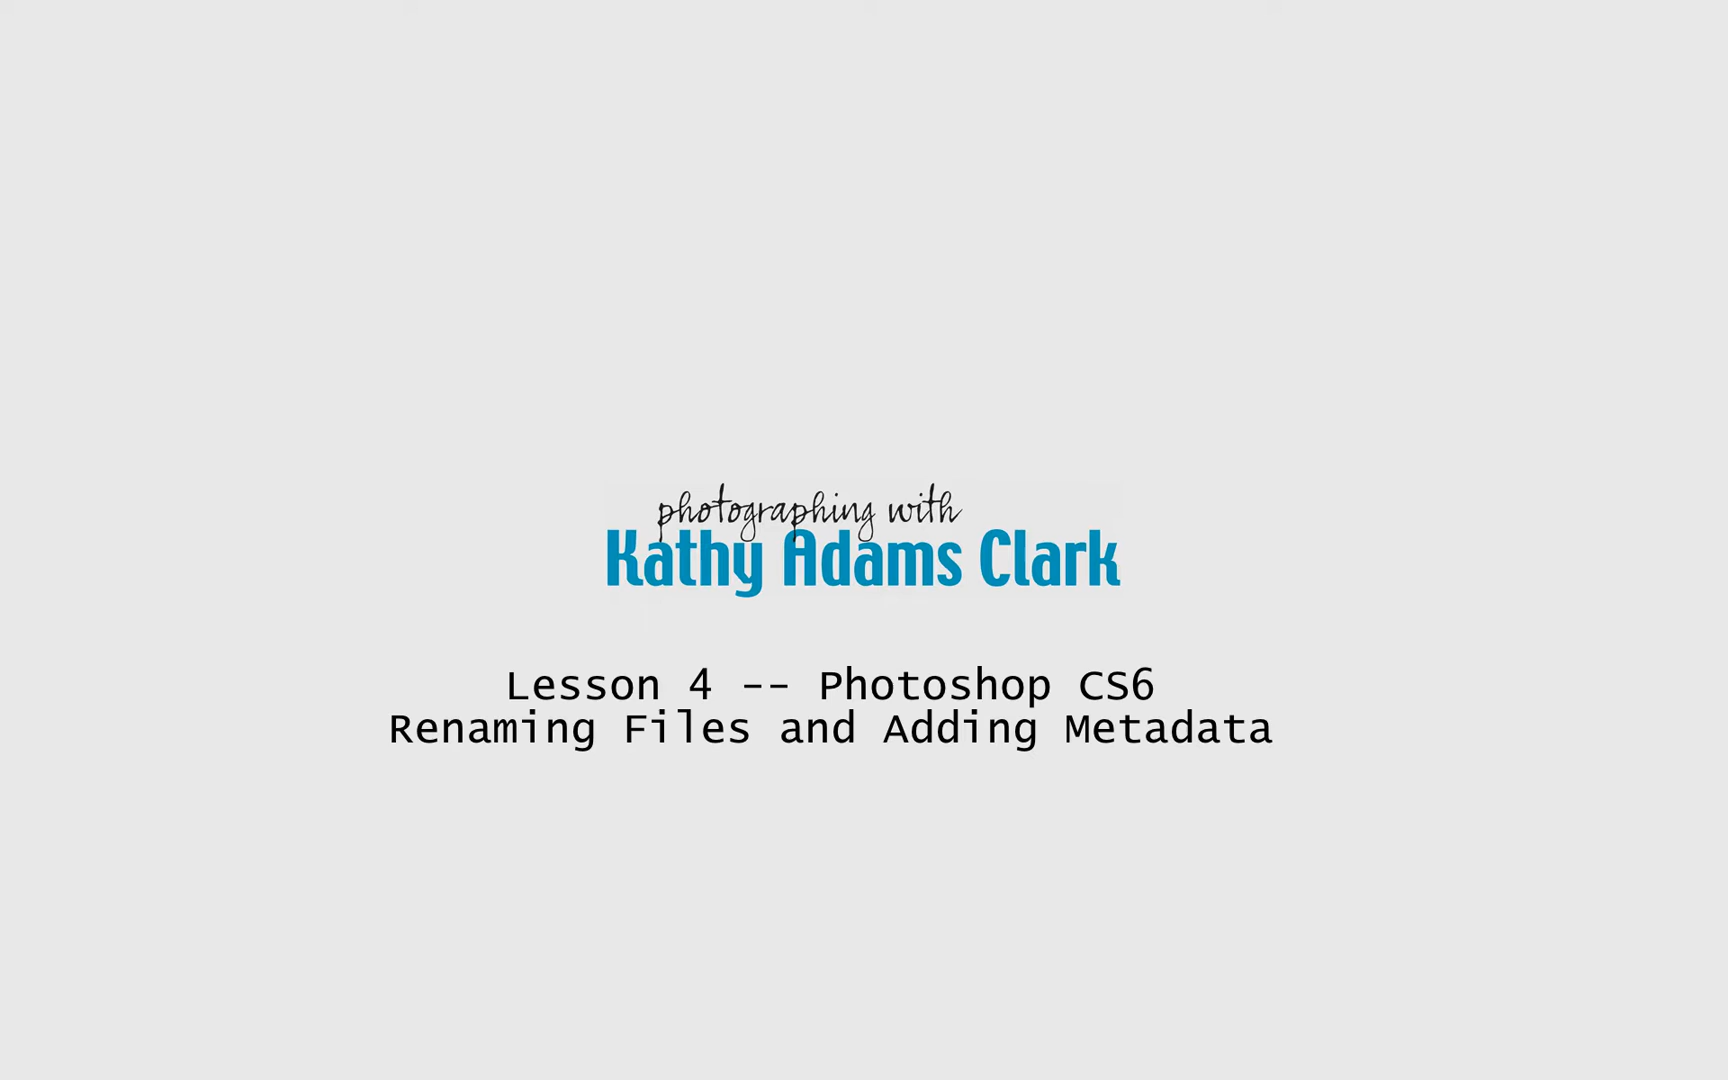 photographing with
Kathy Adams Clark
Lesson 4 -- Photoshop CS6
Renaming Files and Adding Metadata